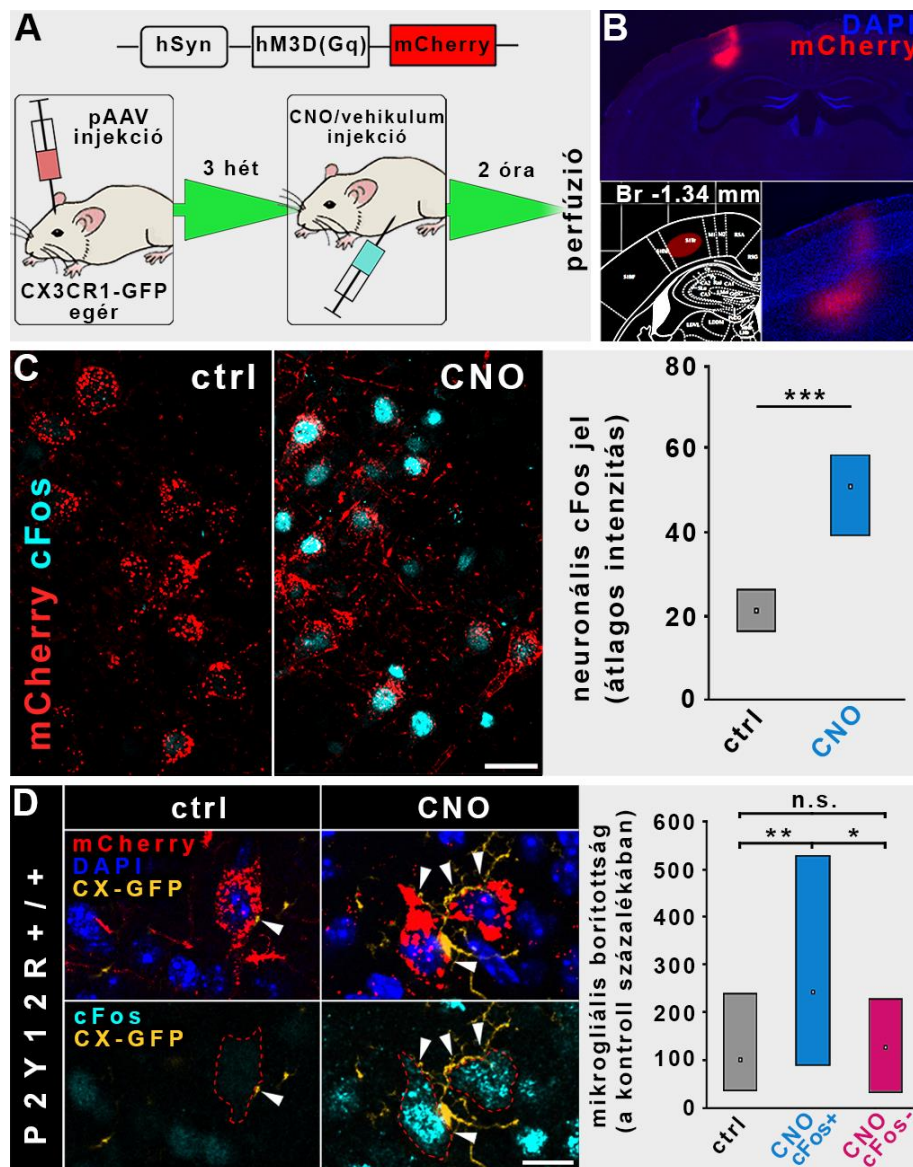 A
hSyn
hM3D(Gq)
mCherry
pAAV
injekció
3 hét
CNO/vehikulum
injekció
2 óra
perfúzió
CX3CR1-GFP
egér
B
DAPI
mCherry
Br -1.34 mm
C
ctrl
CNO
mCherry cFos
neuronális cFos jel
(átlagos intenzitás)
80
60
40
20
0
***
ctrl
CNO
D
P2Y12R+/+
ctrl
CNO
mCherry
DAPI
CX-GFP
cFos
CX-GFP
mikrogliális borítottság
(a kontroll százalékában)
600
500
400
300
200
100
0
n.s.
**
*
ctrl
CNO
cFos+
CNO
cFos-